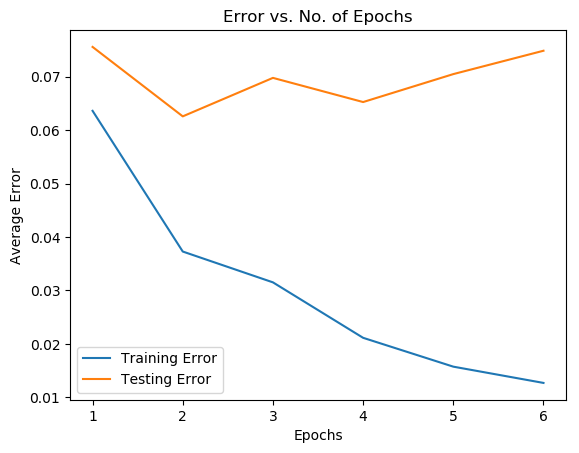 Error vs. No. of Epochs
Average Error
0.07
0.06
0.05
0.04
0.03
0.02
0.01
Training Error
Testing Error
1 2 3 4 5 6
Epochs